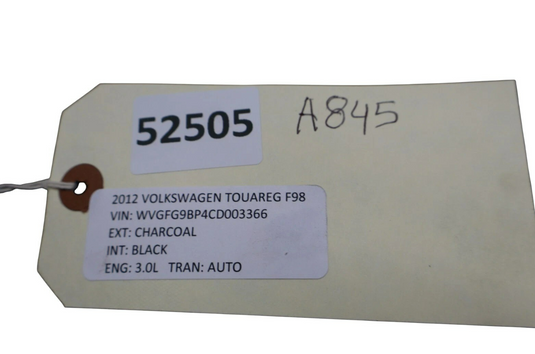 52505
A845
2012 VOLKSWAGEN TOUAREG F98
VIN: WVGFG9BP4CD003366
EXT: CHARCOAL
INT: BLACK
ENG: 3.0L TRAN: AUTO